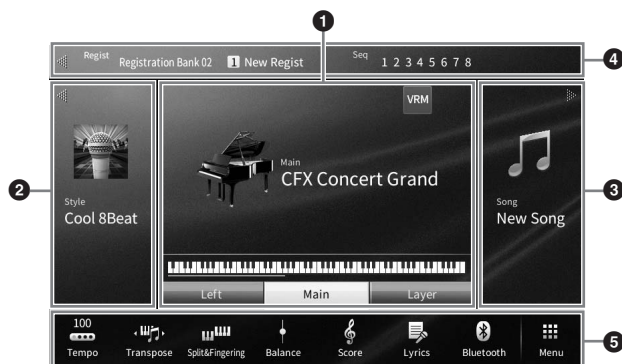 1
Regist Registration Bank 02 1 New Regist Seq 1 2 3 4 5 6 7 8
4
VRM
Main
CFX Concert Grand
2
Style
Cool 8Beat
Song
New Song
3
Left Main Layer
100
Tempo Transpose Split&Fingering Balance Score Lyrics Bluetooth Menu
5